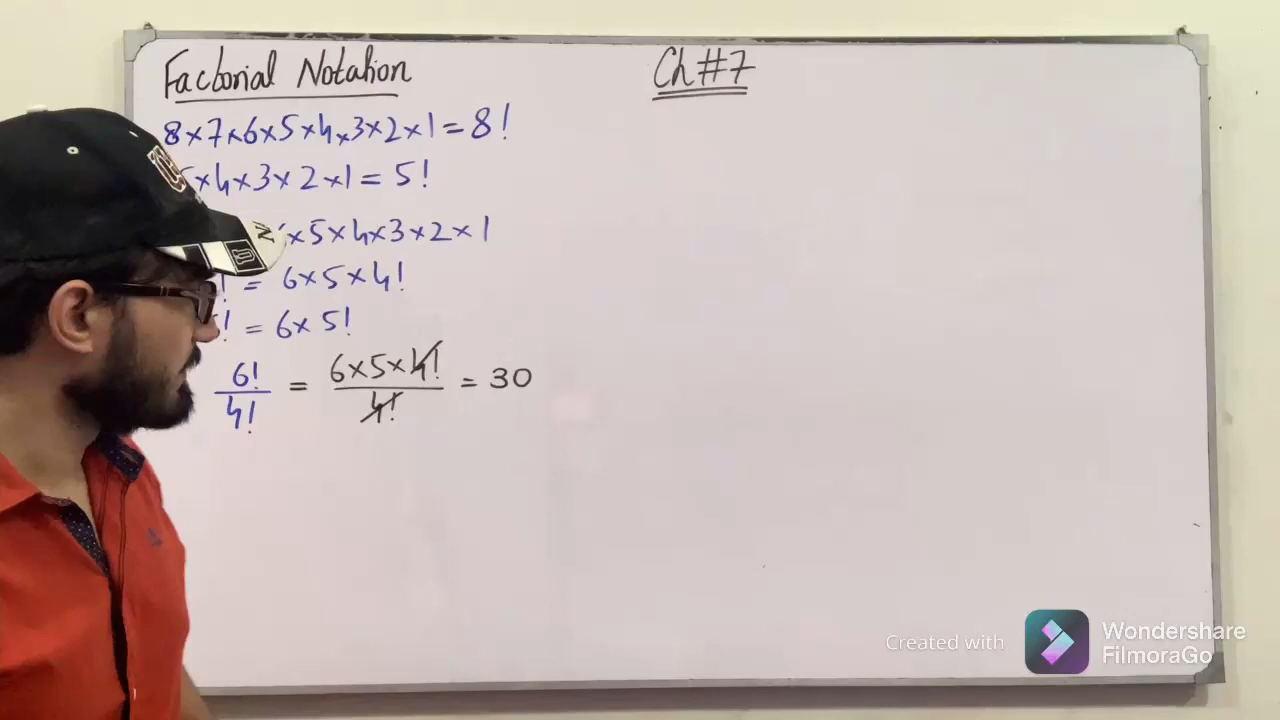 Factorial Notation
Ch #7
8×7×6×5×4×3×2×1=8!
×4×3×2×1=5!
×5×4×3×2×1
! = 6×5×4!
! = 6×5!
6!/4! = 6×5×4!/4! = 30
Created with
Wondershare
FilmoraGo